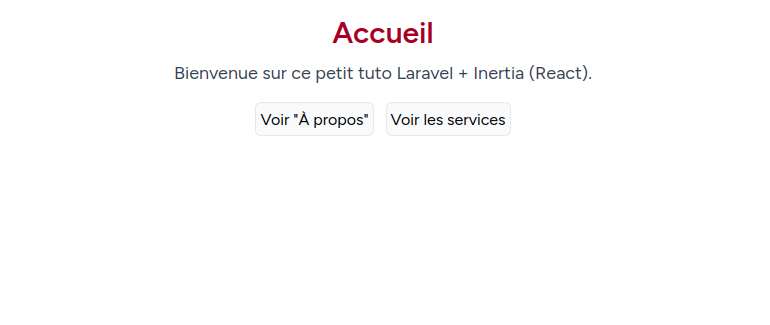 Accueil
Bienvenue sur ce petit tuto Laravel + Inertia (React).
Voir "À propos" Voir les services